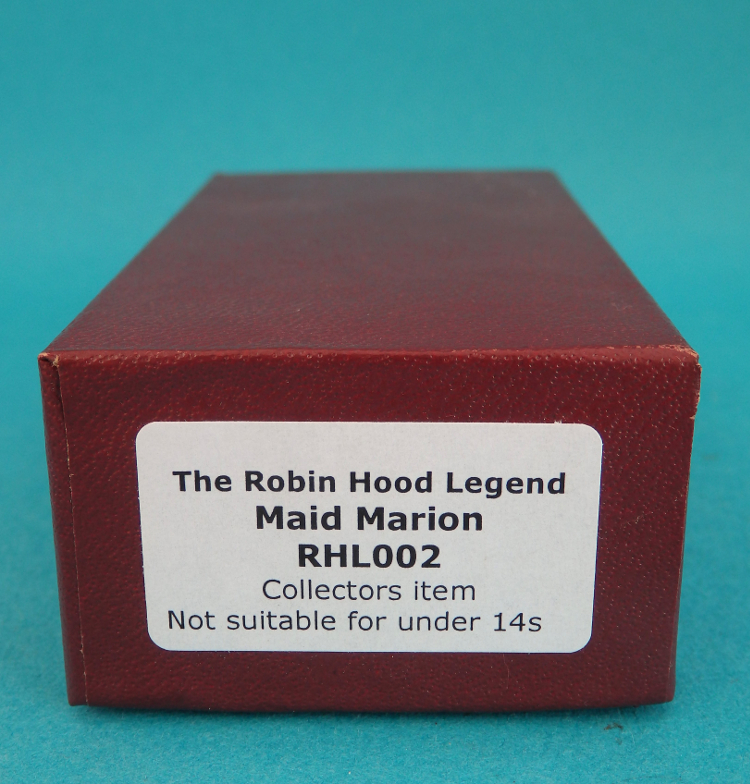 The Robin Hood Legend
Maid Marion
RHL002
Collectors item
Not suitable for under 14s